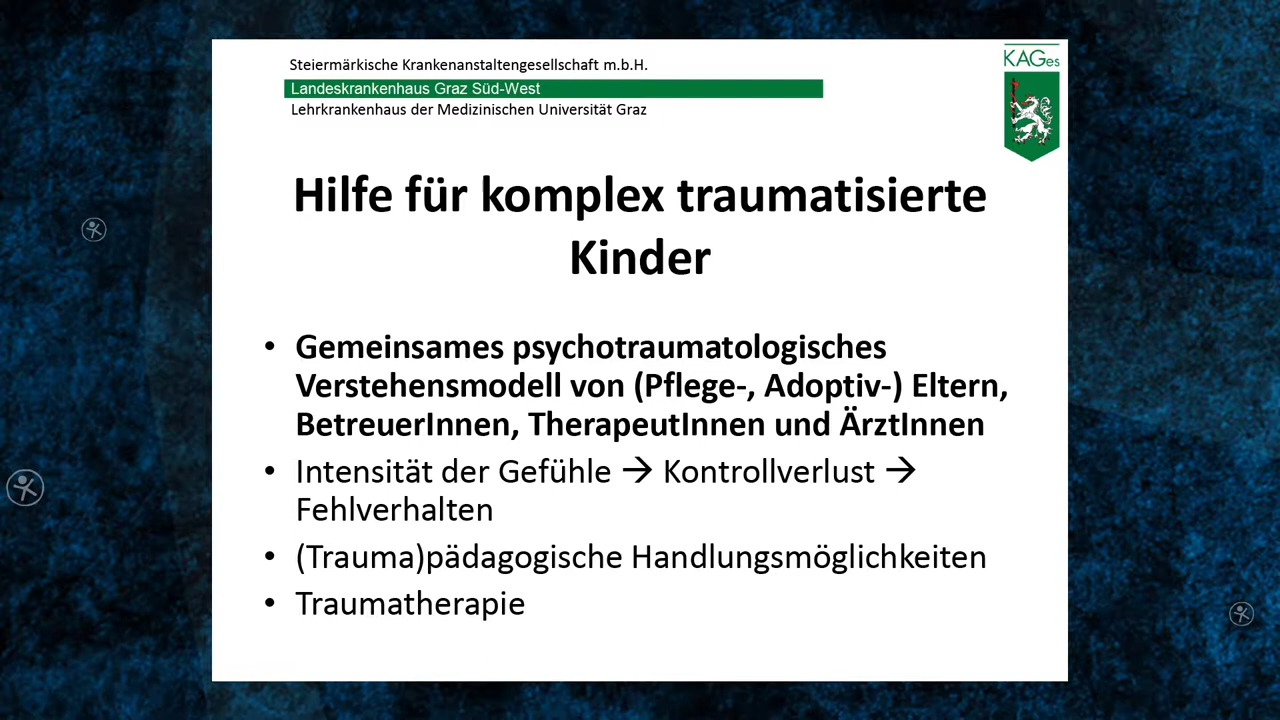 Steiermärkische Krankenanstaltengesellschaft m.b.H.
Landeskrankenhaus Graz Süd-West
Lehrkrankenhaus der Medizinischen Universität Graz
KAGes
Hilfe für komplex traumatisierte
Kinder
• Gemeinsames psychotraumatologisches
Verstehensmodell von (Pflege-, Adoptiv-) Eltern,
BetreuerInnen, TherapeutInnen und ÄrztInnen
• Intensität der Gefühle → Kontrollverlust →
Fehlverhalten
• (Trauma)pädagogische Handlungsmöglichkeiten
• Traumatherapie